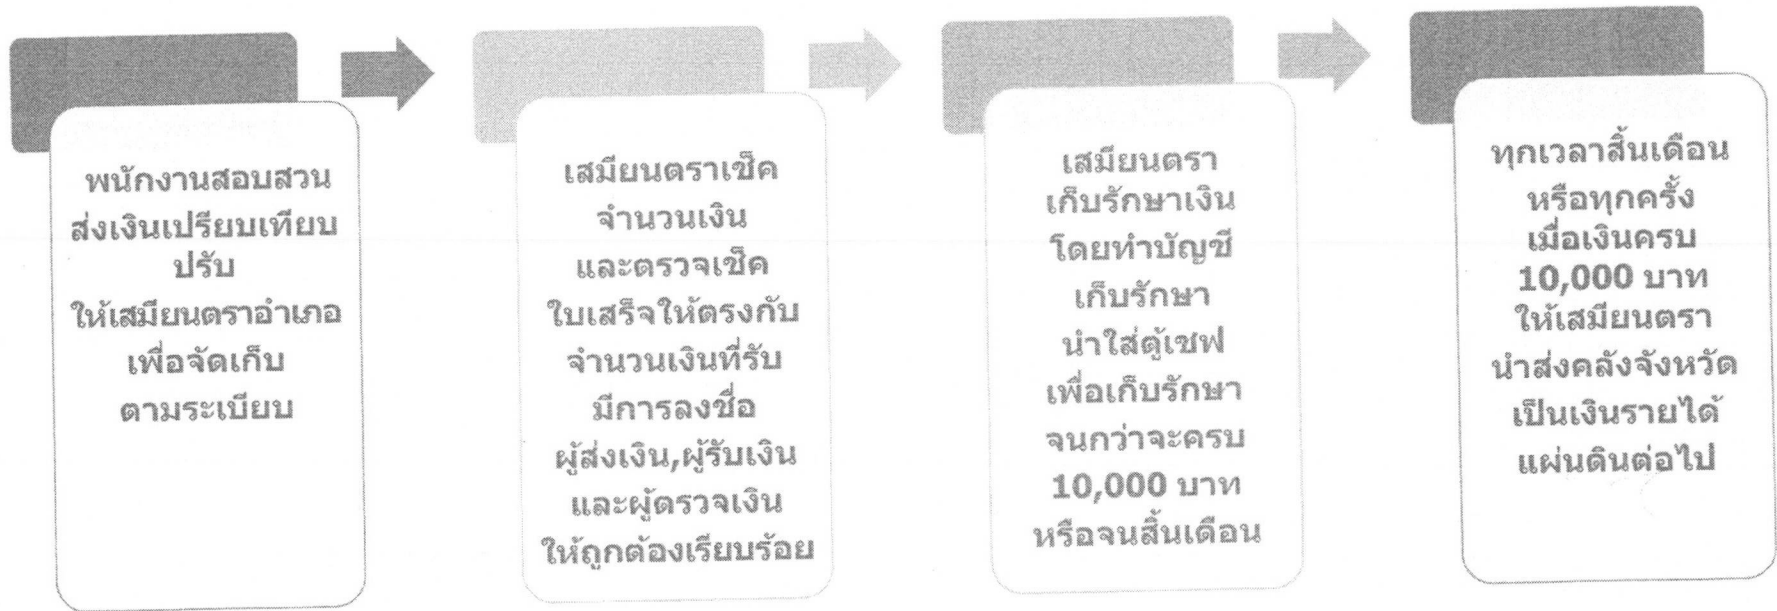 พนักงานสอบสวน
ส่งเงินเปรียบเทียบ
ปรับ
ให้เสมียนตราอำเภอ
เพื่อจัดเก็บ
ตามระเบียบ
เสมียนตราเช็ค
จำนวนเงิน
และตรวจเช็ค
ใบเสร็จให้ตรงกับ
จำนวนเงินที่รับ
มีการลงชื่อ
ผู้ส่งเงิน,ผู้รับเงิน
และผู้ตรวจเงิน
ให้ถูกต้องเรียบร้อย
เสมียนตรา
เก็บรักษาเงิน
โดยทำบัญชี
เก็บรักษา
นำใส่ตู้เซฟ
เพื่อเก็บรักษา
จนกว่าจะครบ
10,000 บาท
หรือจนสิ้นเดือน
ทุกเวลาสิ้นเดือน
หรือทุกครั้ง
เมื่อเงินครบ
10,000 บาท
ให้เสมียนตรา
นำส่งคลังจังหวัด
เป็นเงินรายได้
แผ่นดินต่อไป